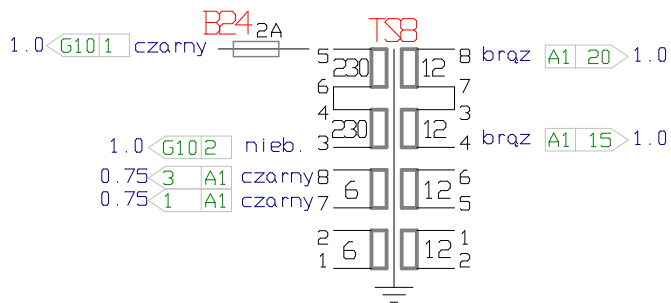 B24 TS8
2A
1.0 G10 1 czarny 5 230 12 8 brąz A1 20 1.0
6 7
4 3
1.0 G10 2 nieb. 3 230 12 4 brąz A1 15 1.0
0.75 3 A1 czarny 8 6 12 6
0.75 1 A1 czarny 7 5
2 6 12 1
1 2